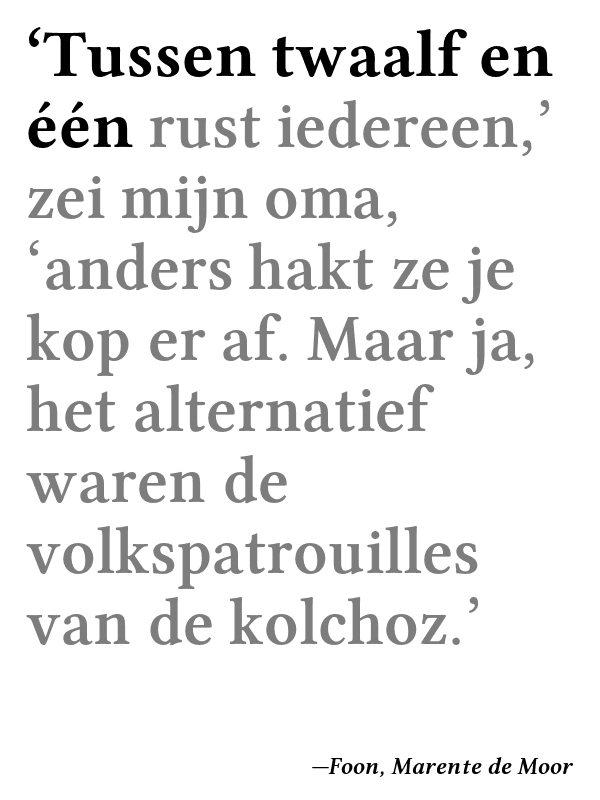 ‘Tussen twaalf en
één rust iedereen,’
zei mijn oma,
‘anders hakt ze je
kop er af. Maar ja,
het alternatief
waren de
volkspatrouilles
van de kolchoz.’
—Foon, Marente de Moor